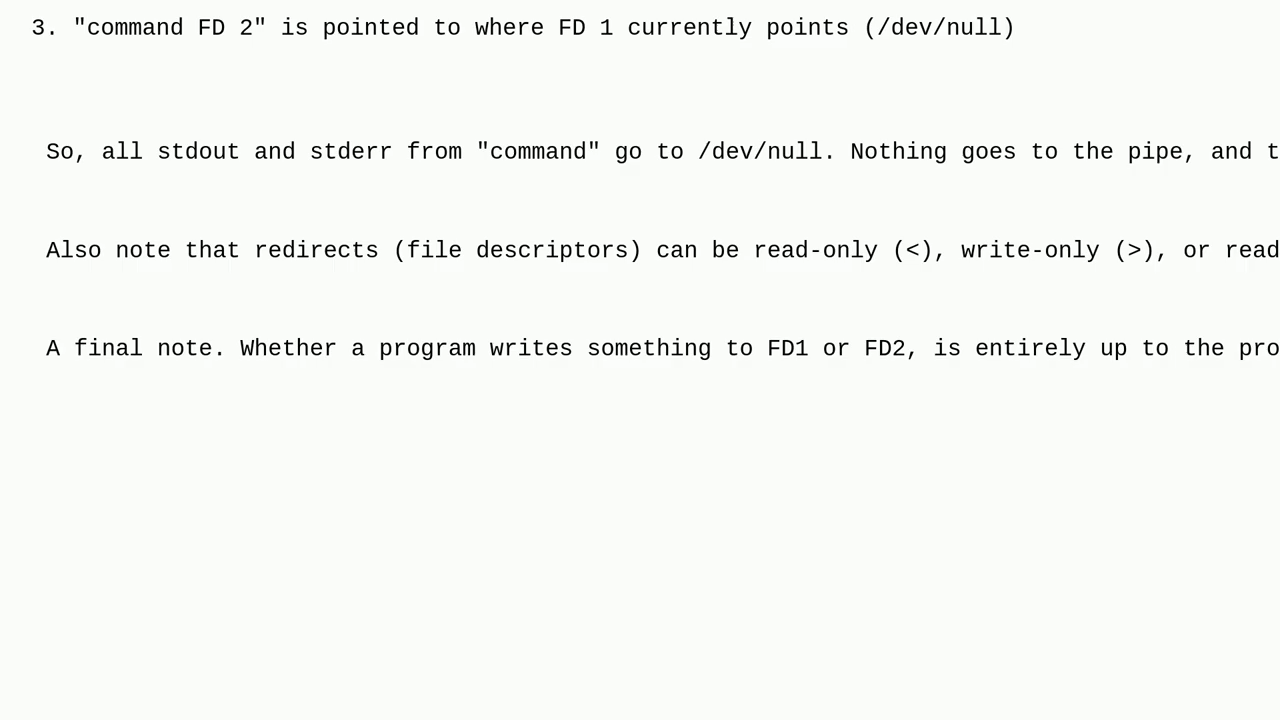 3. "command FD 2" is pointed to where FD 1 currently points (/dev/null)
So, all stdout and stderr from "command" go to /dev/null. Nothing goes to the pipe, and
Also note that redirects (file descriptors) can be read-only (<), write-only (>), or read
A final note. Whether a program writes something to FD1 or FD2, is entirely up to the